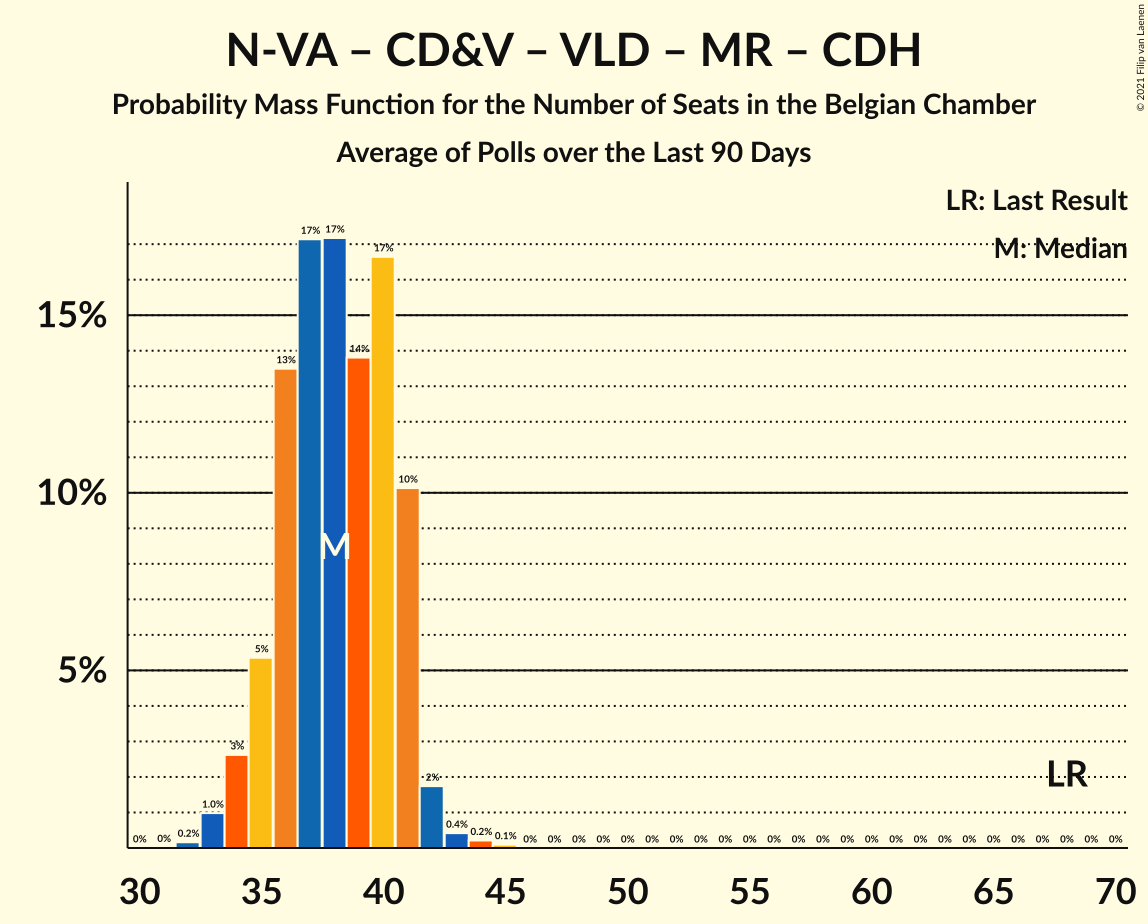 N-VA – CD&V – VLD – MR – CDH
Probability Mass Function for the Number of Seats in the Belgian Chamber
Average of Polls over the Last 90 Days
© 2021 Filip van Laenen
LR: Last Result
M: Median
15%
10%
5%
0% 0% 0.2% 1.0% 3% 5% 13% 17% 17% 14% 17% 10% 2% 0.4% 0.2% 0.1% 0% 0% 0% 0% 0% 0% 0% 0% 0% 0% 0% 0% 0% 0% 0% 0% 0% 0% 0% 0% 0% 0% 0% 0% 0%
M
LR
30 35 40 45 50 55 60 65 70